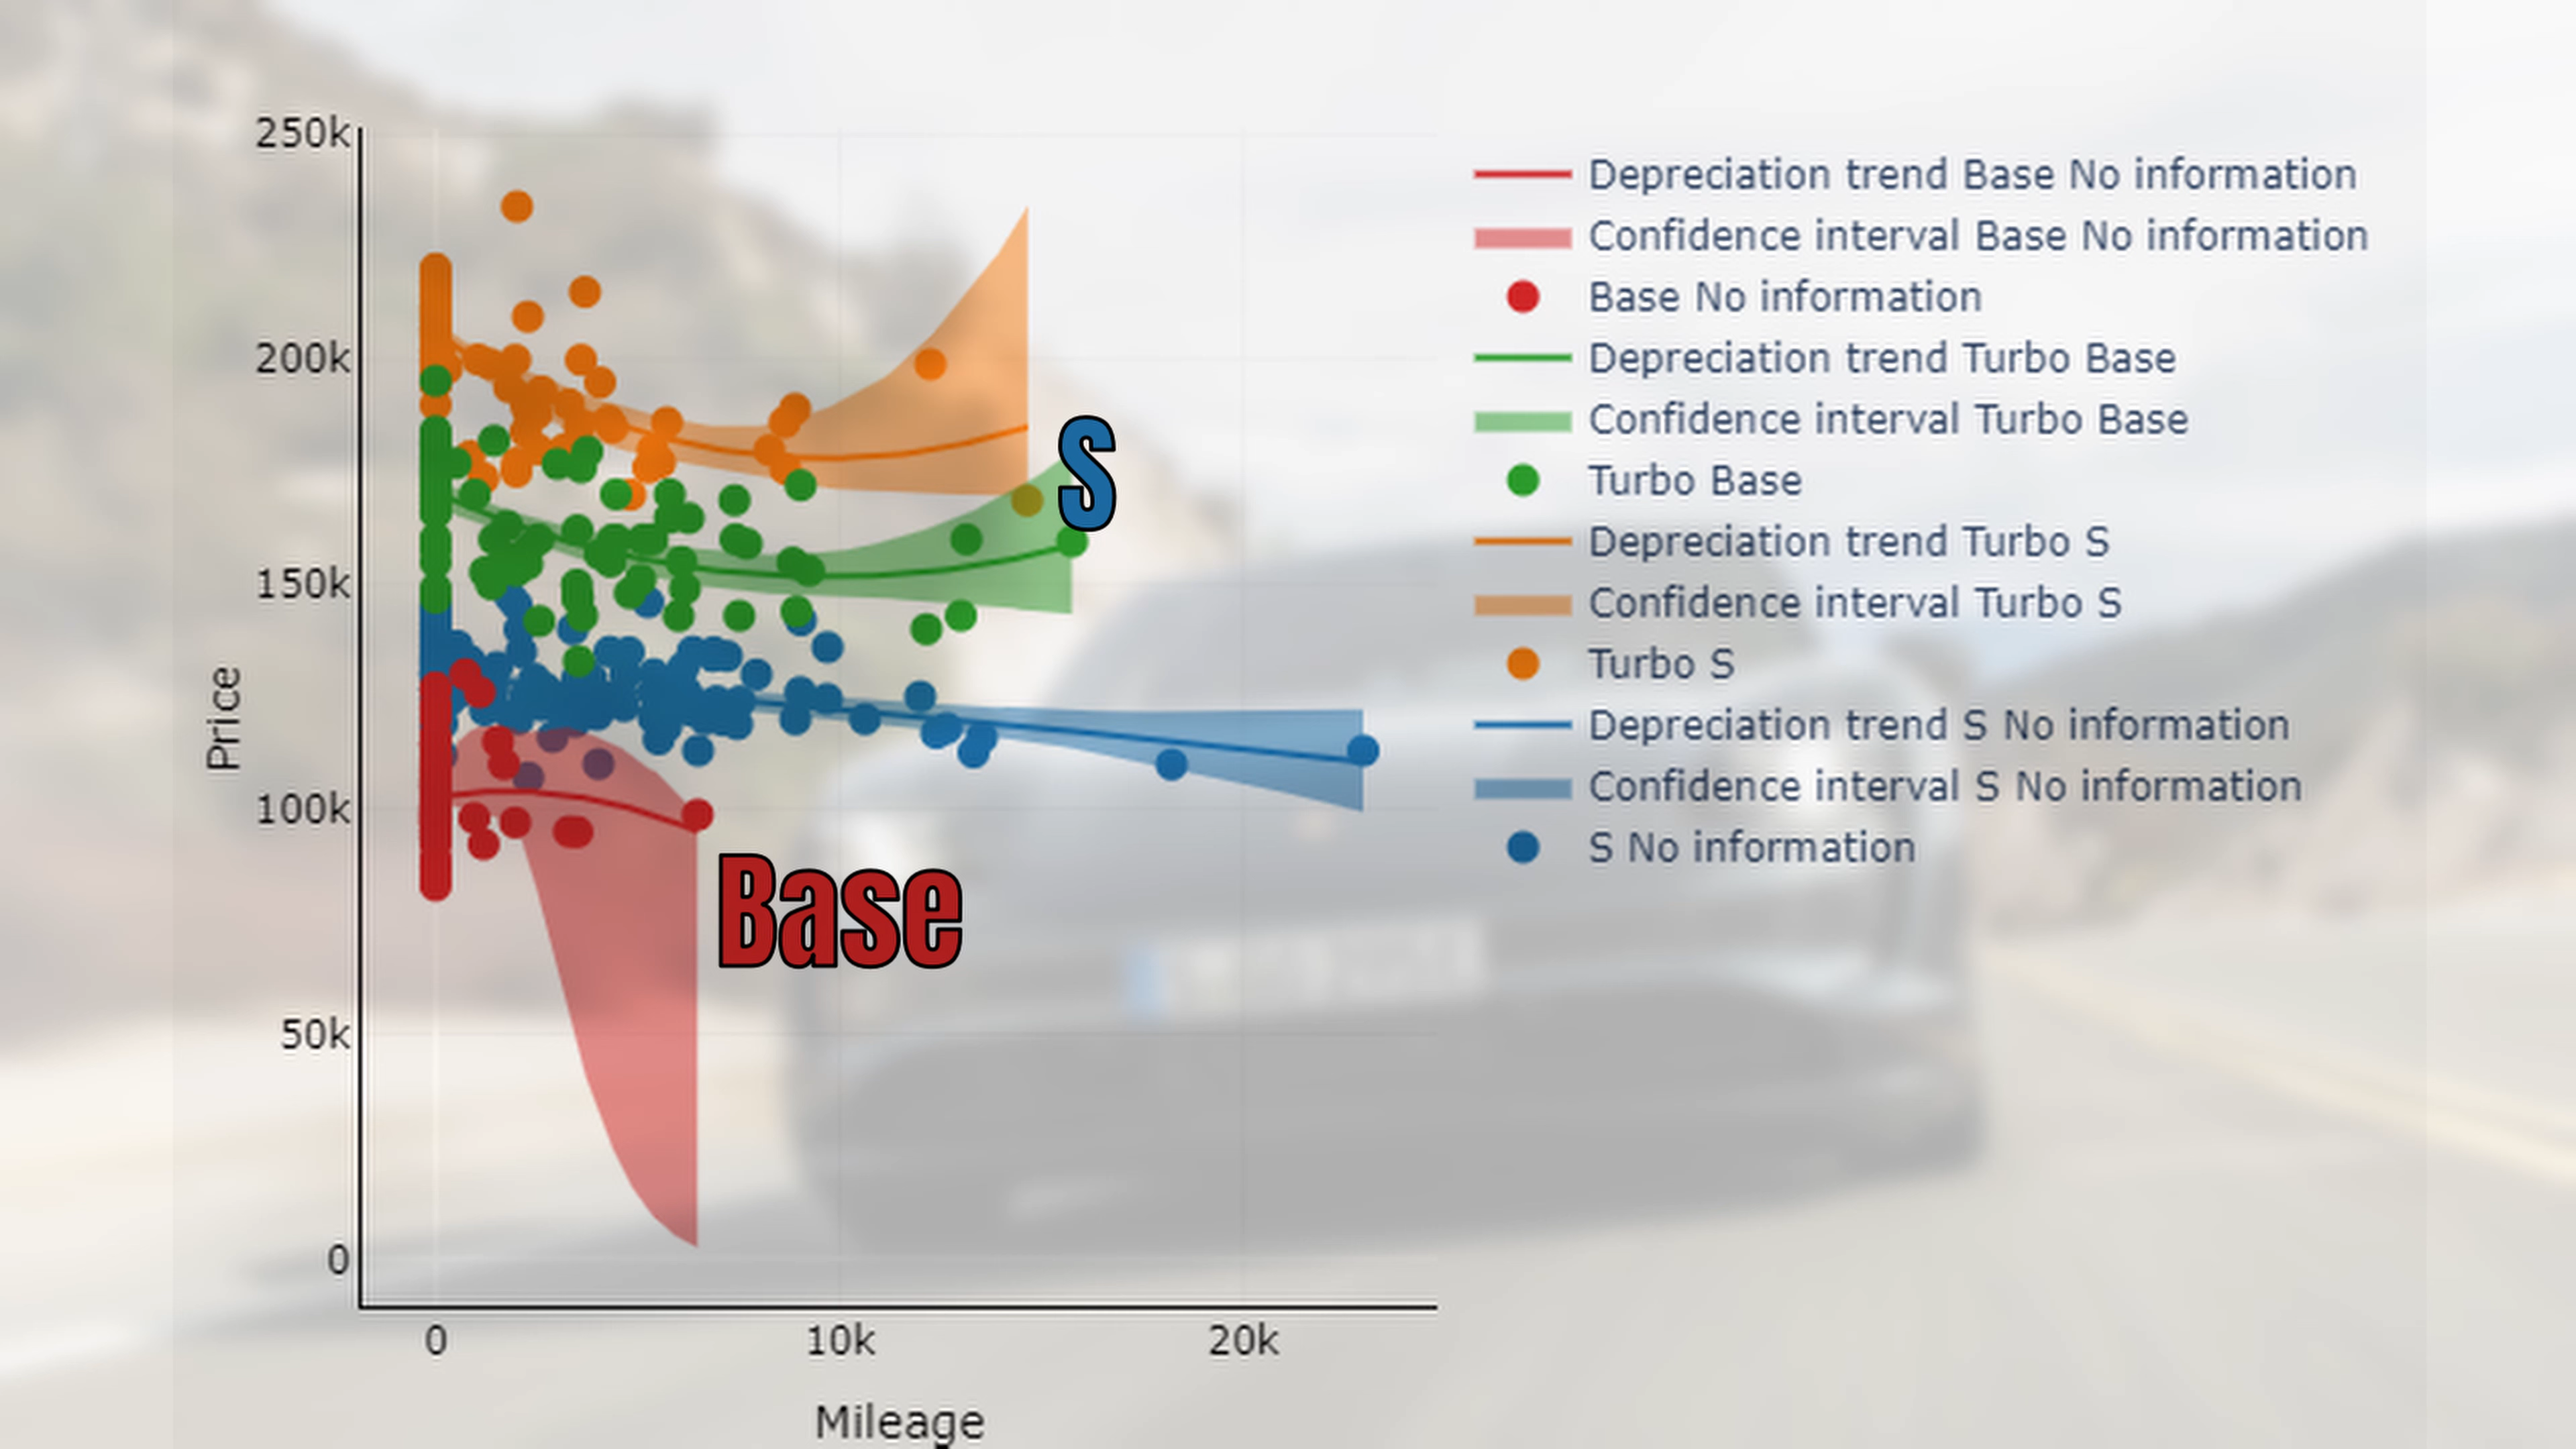 250k
200k
150k
100k
50k
0
Price
0 10k 20k
Mileage
S
Base
Depreciation trend Base No information
Confidence interval Base No information
Base No information
Depreciation trend Turbo Base
Confidence interval Turbo Base
Turbo Base
Depreciation trend Turbo S
Confidence interval Turbo S
Turbo S
Depreciation trend S No information
Confidence interval S No information
S No information